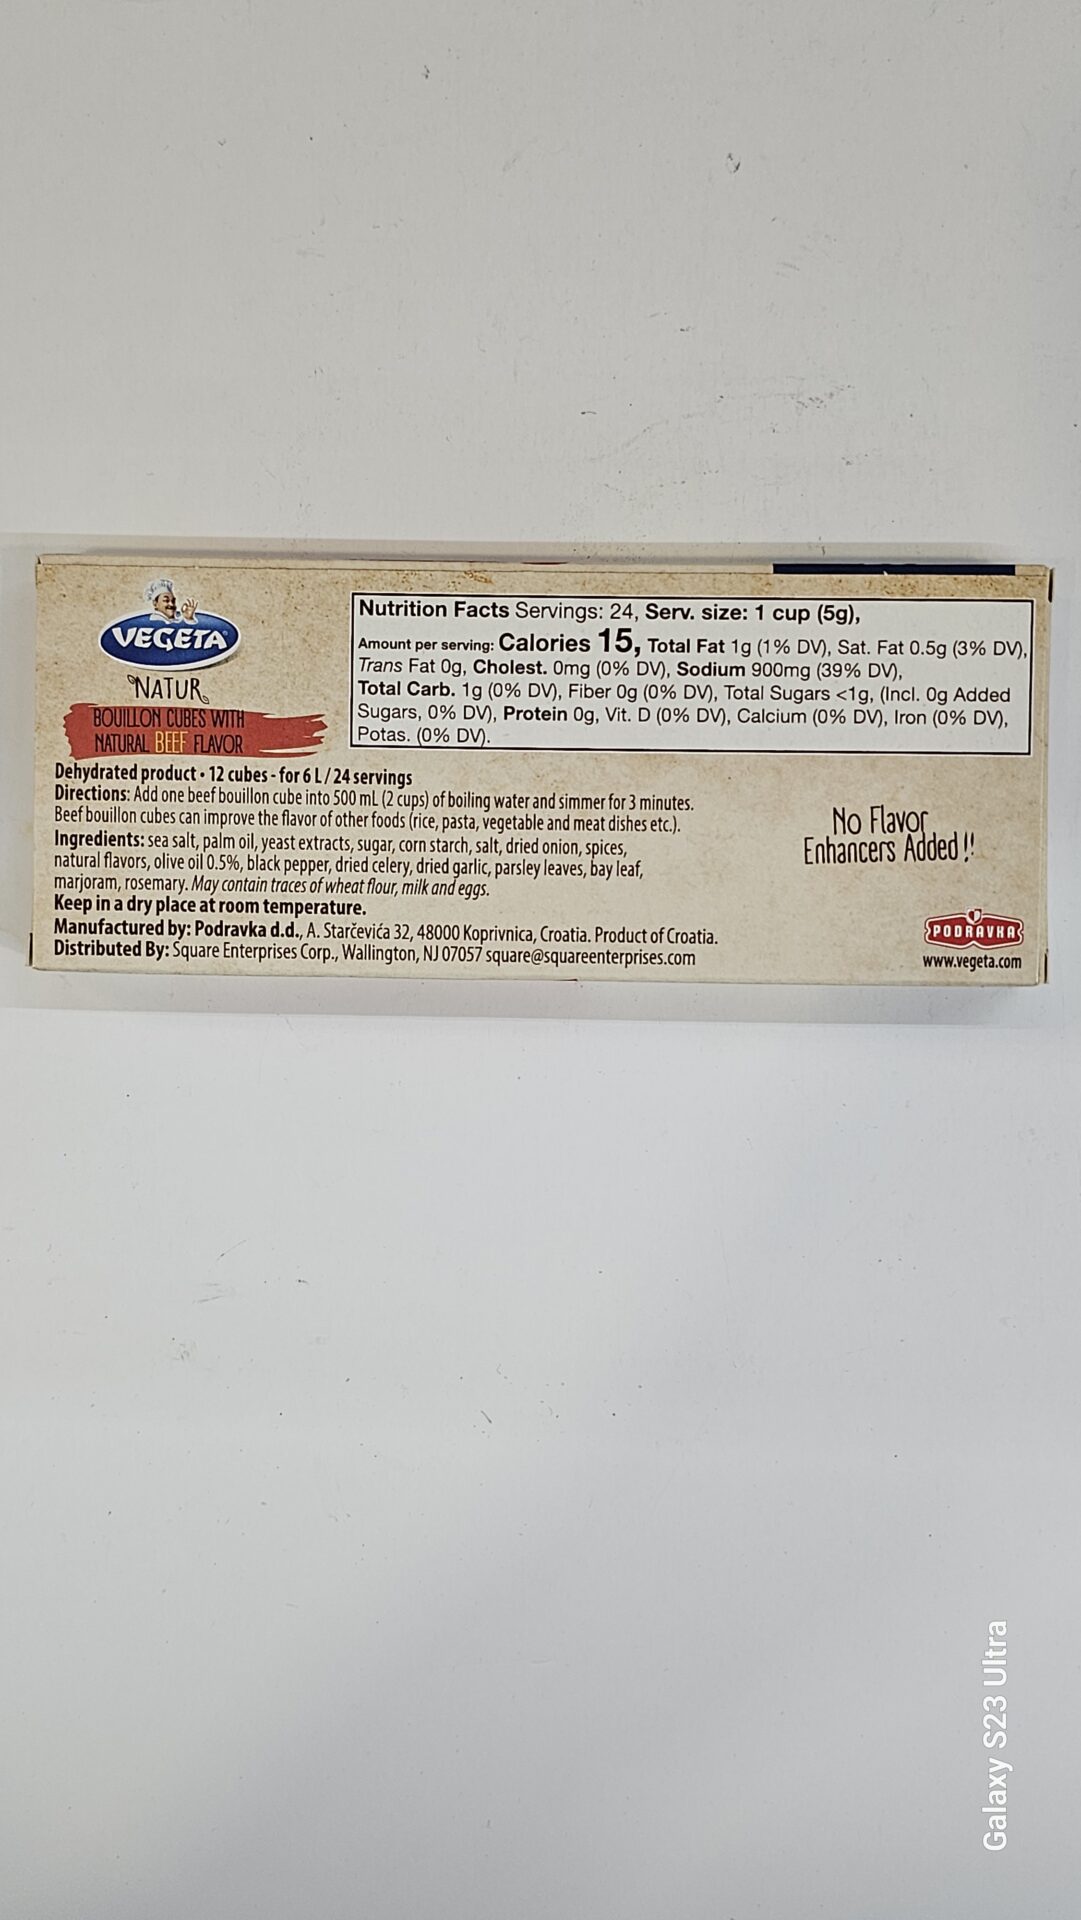 VEGETA®
NATUR
BOUILLON CUBES WITH
NATURAL BEEF FLAVOR
Nutrition Facts Servings: 24, Serv. size: 1 cup (5g),
Amount per serving: Calories 15, Total Fat 1g (1% DV), Sat. Fat 0.5g (3% DV),
Trans Fat 0g, Cholest. 0mg (0% DV), Sodium 900mg (39% DV),
Total Carb. 1g (0% DV), Fiber 0g (0% DV), Total Sugars <1g, (Incl. 0g Added
Sugars, 0% DV), Protein 0g, Vit. D (0% DV), Calcium (0% DV), Iron (0% DV),
Potas. (0% DV).
Dehydrated product • 12 cubes - for 6 L / 24 servings
Directions: Add one beef bouillon cube into 500 mL (2 cups) of boiling water and simmer for 3 minutes.
Beef bouillon cubes can improve the flavor of other foods (rice, pasta, vegetable and meat dishes etc.).
Ingredients: sea salt, palm oil, yeast extracts, sugar, corn starch, salt, dried onion, spices,
natural flavors, olive oil 0.5%, black pepper, dried celery, dried garlic, parsley leaves, bay leaf,
marjoram, rosemary. May contain traces of wheat flour, milk and eggs.
Keep in a dry place at room temperature.
Manufactured by: Podravka d.d., A. Starčevića 32, 48000 Koprivnica, Croatia. Product of Croatia.
Distributed By: Square Enterprises Corp., Wallington, NJ 07057 square@squareenterprises.com
No Flavor
Enhancers Added !!
PODRAVKA
www.vegeta.com
Galaxy S23 Ultra